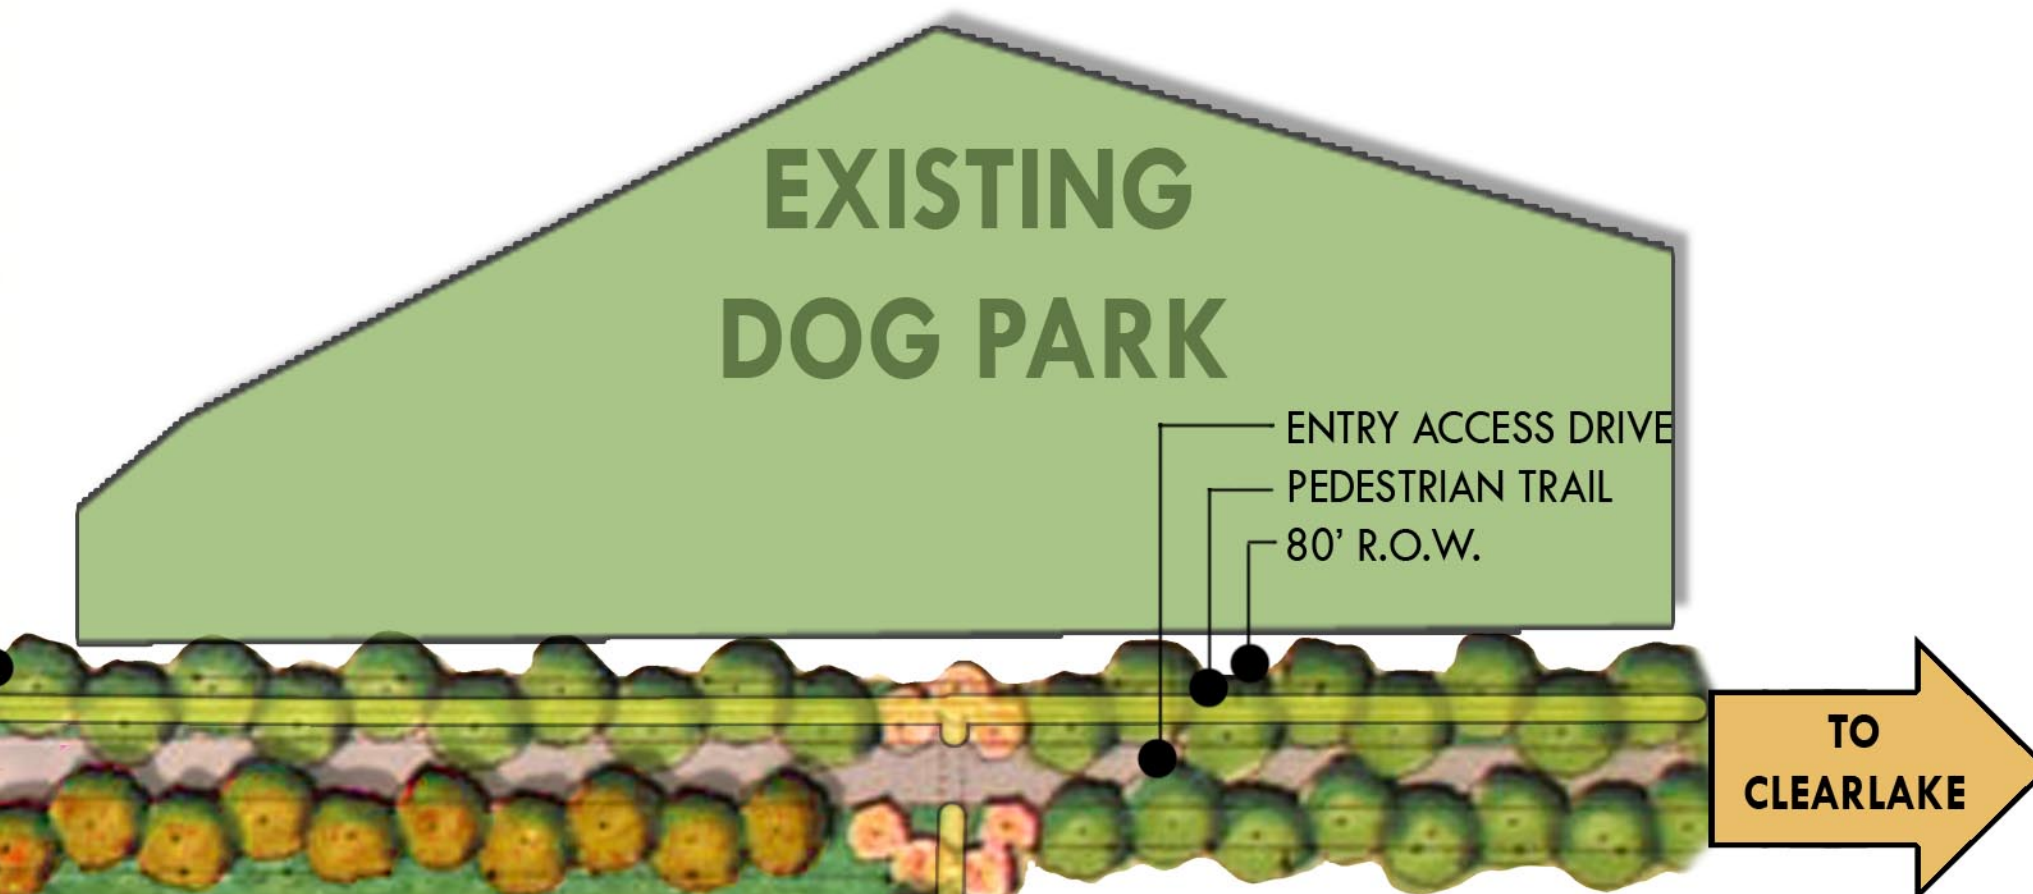 EXISTING
DOG PARK
ENTRY ACCESS DRIVE
PEDESTRIAN TRAIL
80’ R.O.W.
TO
CLEARLAKE